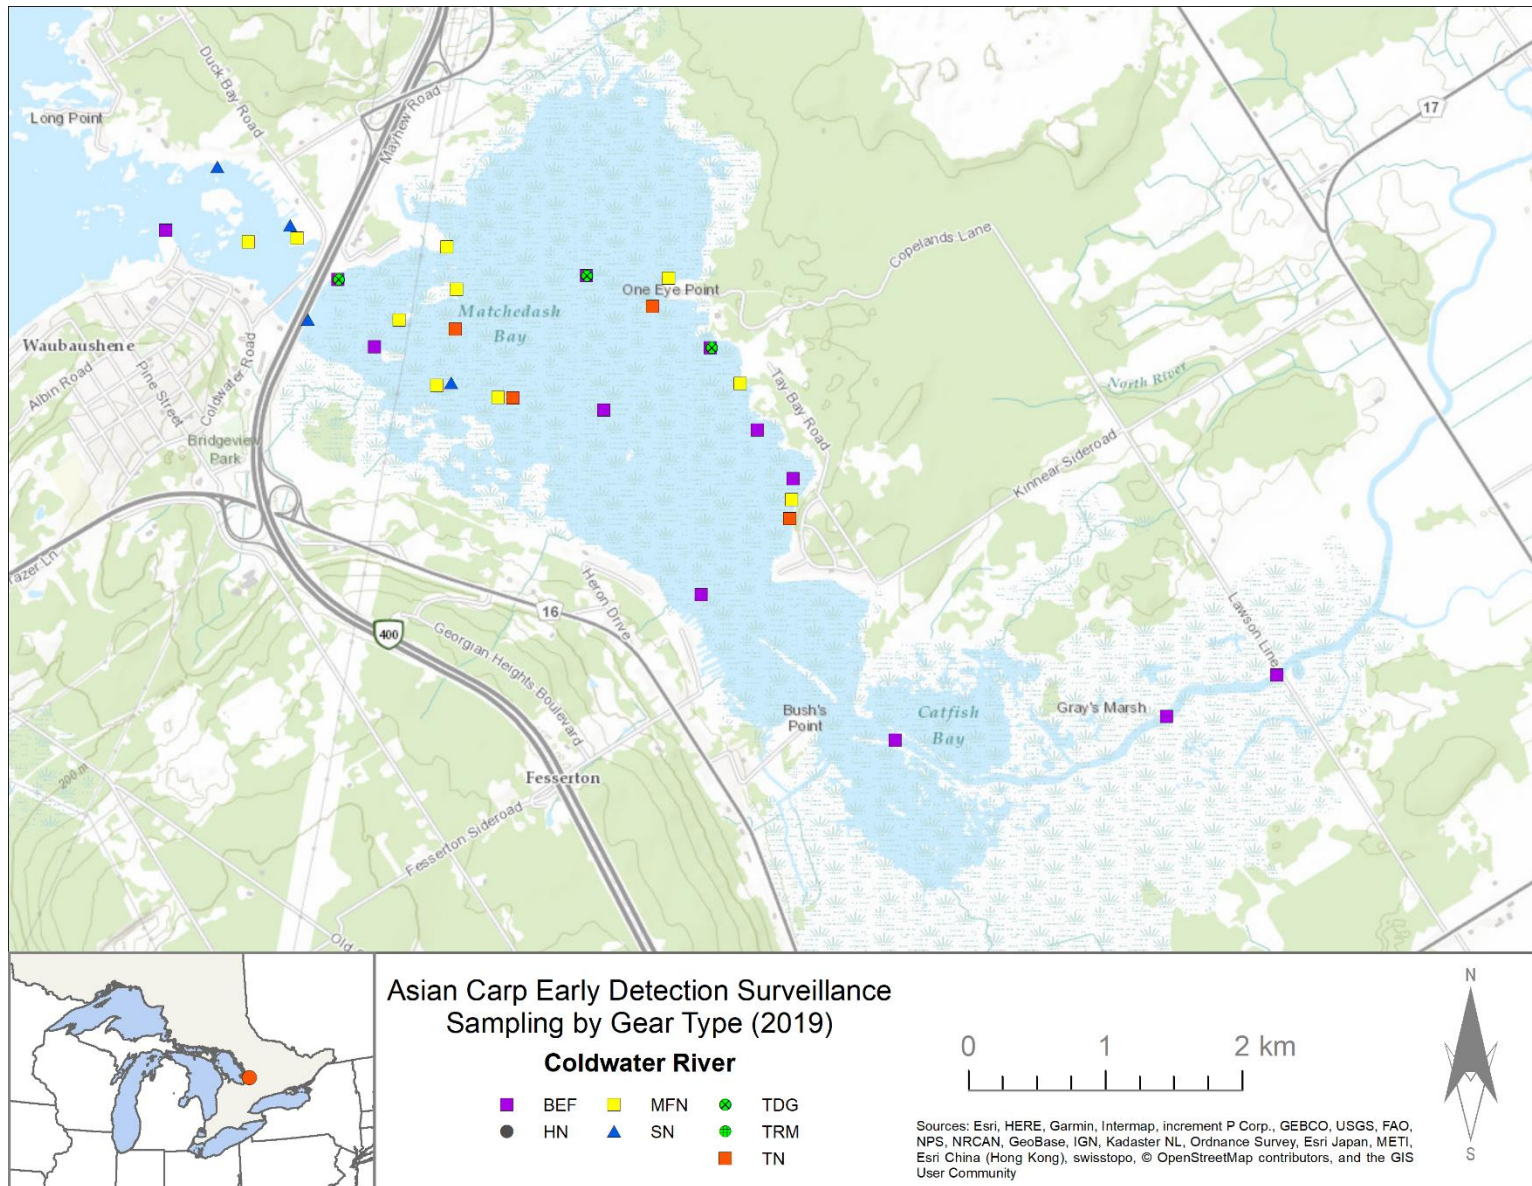 Long Point
Duck Bay Road
Mayhew Road
17
Copelands Lane
One Eye Point
Matchedash
Bay
Waubaushene
Albin Road
Pine Street
Coldwater Road
Bridgeview
Park
Tay Bay Road
North River
Kinnear Sideroad
Heron Drive
16
400
Georgian Heights Boulevard
Lawson Line
Bush's
Point
Catfish
Bay
Gray's Marsh
200 m
Fesserton
Fesserton Sideroad
Old
Asian Carp Early Detection Surveillance
Sampling by Gear Type (2019)
Coldwater River
BEF MFN TDG
HN SN TRM
TN
0 1 2 km
N
S
Sources: Esri, HERE, Garmin, Intermap, increment P Corp., GEBCO, USGS, FAO,
NPS, NRCAN, GeoBase, IGN, Kadaster NL, Ordnance Survey, Esri Japan, METI,
Esri China (Hong Kong), swisstopo, © OpenStreetMap contributors, and the GIS
User Community